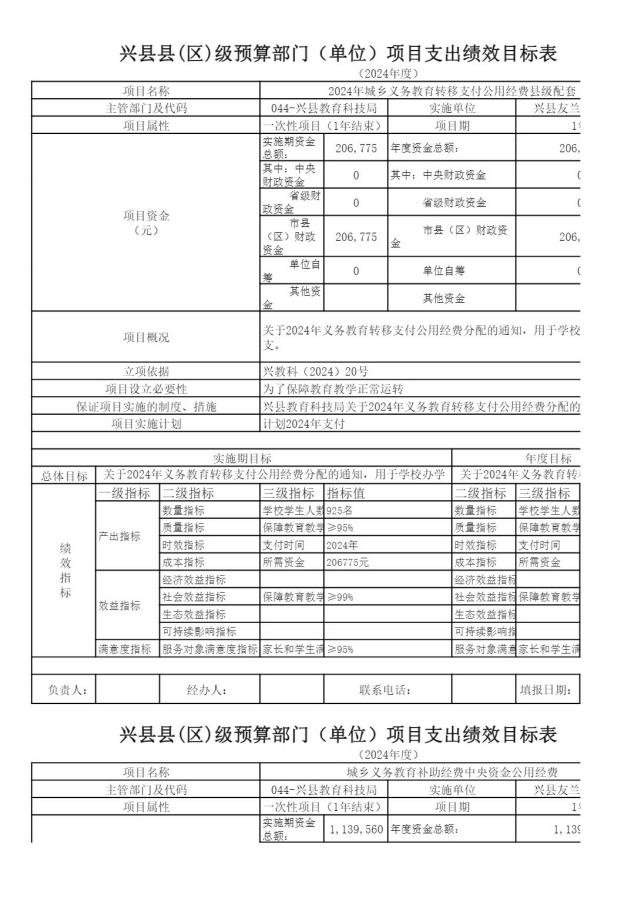 兴县县(区)级预算部门（单位）项目支出绩效目标表
（2024年度）
项目名称 2024年城乡义务教育转移支付公用经费县级配套
主管部门及代码 044-兴县教育科技局 实施单位 兴县友兰
项目属性 一次性项目（1年结束） 项目期 1
项目资金
（元）
实施期资金
总额： 206,775 年度资金总额： 206,
其中：中央
财政资金 0 其中：中央财政资金
省级财
政资金 0 省级财政资金
市县
（区）财政
资金 206,775 市县（区）财政资
金 206,
单位自
筹 0 单位自筹
其他资
金 其他资金
项目概况 关于2024年义务教育转移支付公用经费分配的通知，用于学校
支。
立项依据 兴教科（2024）20号
项目设立必要性 为了保障教育教学正常运转
保证项目实施的制度、措施 兴县教育科技局关于2024年义务教育转移支付公用经费分配的
项目实施计划 计划2024年支付
实施期目标 年度目标
总体目标 关于2024年义务教育转移支付公用经费分配的通知，用于学校办学 关于2024年义务教育转
绩
效
指
标
一级指标 二级指标 三级指标 指标值 二级指标 三级指标
产出指标
数量指标 学校学生人数 925名 数量指标 学校学生人数
质量指标 保障教育教学 ≥95% 质量指标 保障教育教学
时效指标 支付时间 2024年 时效指标 支付时间
成本指标 所需资金 206775元 成本指标 所需资金
效益指标
经济效益指标 经济效益指标
社会效益指标 保障教育教学 ≥99% 社会效益指标 保障教育教学
生态效益指标 生态效益指标
可持续影响指标 可持续影响指
满意度指标 服务对象满意度指标 家长和学生满 ≥95% 服务对象满意 家长和学生满
负责人： 经办人： 联系电话： 填报日期：
兴县县(区)级预算部门（单位）项目支出绩效目标表
（2024年度）
项目名称 城乡义务教育补助经费中央资金公用经费
主管部门及代码 044-兴县教育科技局 实施单位 兴县友兰
项目属性 一次性项目（1年结束） 项目期 1
实施期资金
总额： 1,139,560 年度资金总额： 1,139